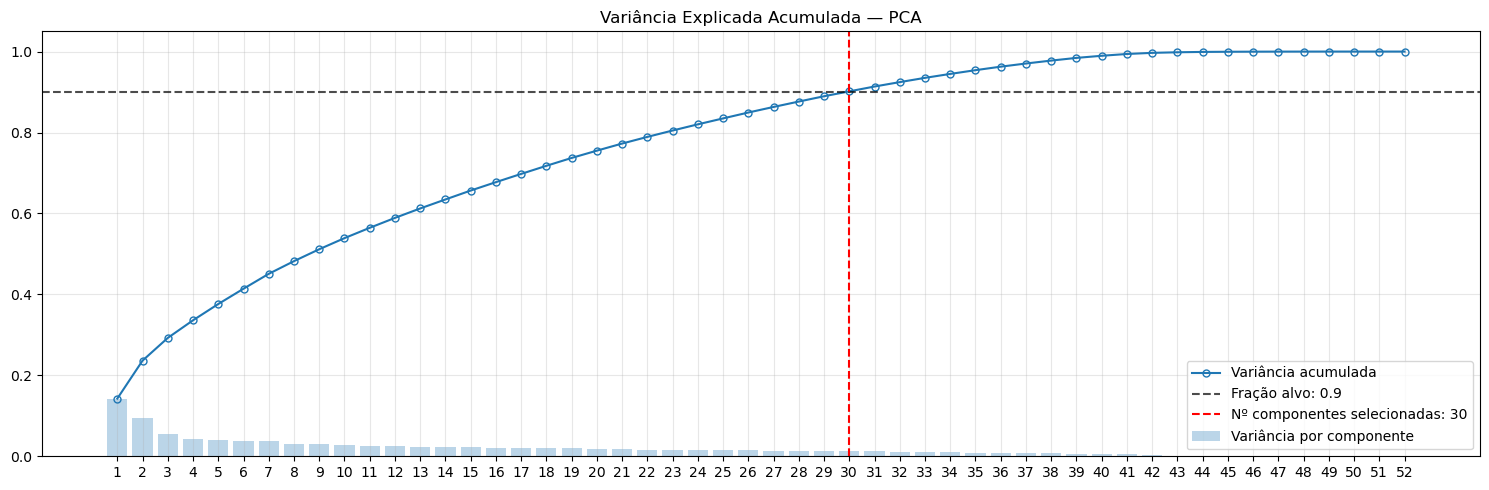 Variância Explicada Acumulada — PCA
1.0
0.8
0.6
0.4
0.2
0.0
Variância acumulada
Fração alvo: 0.9
Nº componentes selecionadas: 30
Variância por componente
1 2 3 4 5 6 7 8 9 10 11 12 13 14 15 16 17 18 19 20 21 22 23 24 25 26 27 28 29 30 31 32 33 34 35 36 37 38 39 40 41 42 43 44 45 46 47 48 49 50 51 52